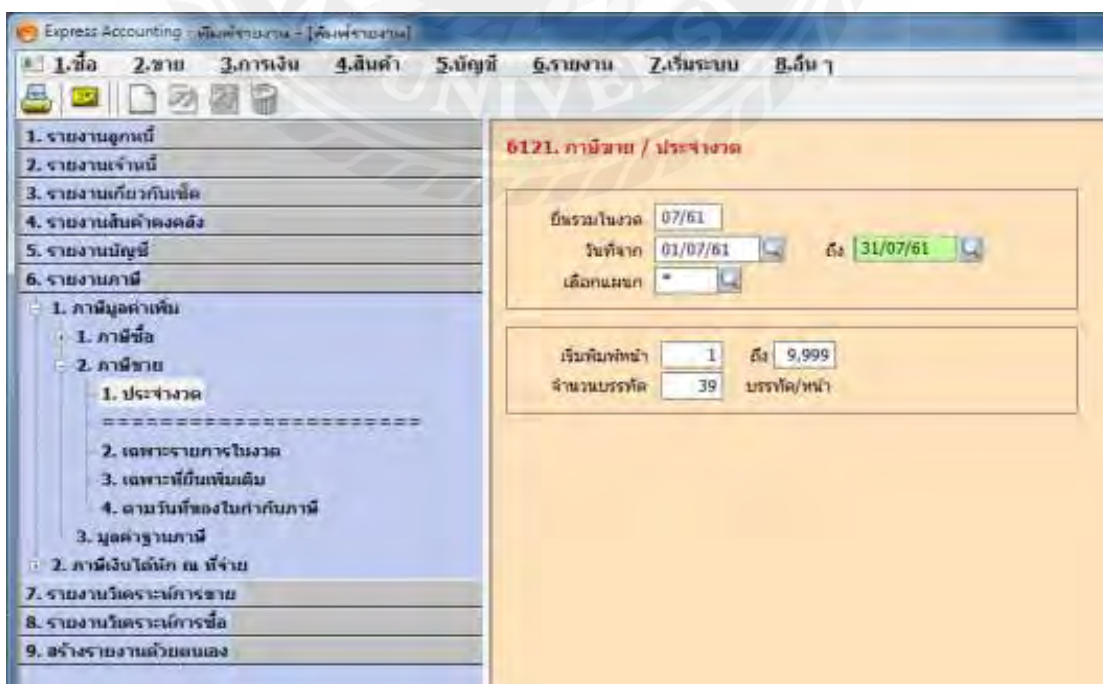 Express Accounting - พิมพ์รายงาน - [พิมพ์รายงาน]
1.ซื้อ 2.ขาย 3.การเงิน 4.สินค้า 5.บัญชี 6.รายงาน 7.เริ่มระบบ 8.อื่น ๆ
UNIVER
1. รายงานลูกหนี้
2. รายงานเจ้าหนี้
3. รายงานเกี่ยวกับเช็ค
4. รายงานสินค้าคงคลัง
5. รายงานบัญชี
6. รายงานภาษี
1. ภาษีมูลค่าเพิ่ม
1. ภาษีซื้อ
2. ภาษีขาย
1. ประจำงวด
======================
2. เฉพาะรายการในงวด
3. เฉพาะที่ยื่นเพิ่มเติม
4. ตามวันที่ของใบกำกับภาษี
3. มูลค่าฐานภาษี
2. ภาษีเงินได้หัก ณ ที่จ่าย
7. รายงานวิเคราะห์การขาย
8. รายงานวิเคราะห์การซื้อ
9. สร้างรายงานด้วยตนเอง
6121. ภาษีขาย / ประจำงวด
ยื่นรวมในงวด 07/61
วันที่จาก 01/07/61 ถึง 31/07/61
เลือกแผนก *
เริ่มพิมพ์หน้า 1 ถึง 9,999
จำนวนบรรทัด 39 บรรทัด/หน้า